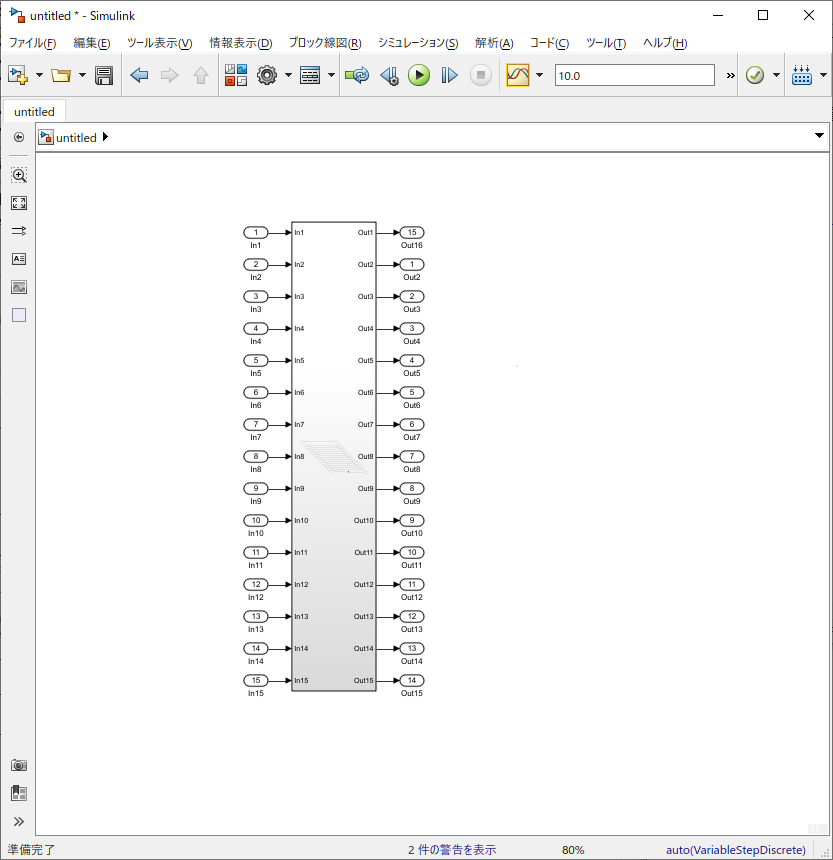 untitled * - Simulink
ファイル(F) 編集(E) ツール表示(V) 情報表示(D) ブロック線図(R) シミュレーション(S) 解析(A) コード(C) ツール(T) ヘルプ(H)
10.0 »
untitled
untitled
1 In1 Out1 15
In1 Out16
2 In2 Out2 1
In2 Out2
3 In3 Out3 2
In3 Out3
4 In4 Out4 3
In4 Out4
5 In5 Out5 4
In5 Out5
6 In6 Out6 5
In6 Out6
7 In7 Out7 6
In7 Out7
8 In8 Out8 7
In8 Out8
9 In9 Out9 8
In9 Out9
10 In10 Out10 9
In10 Out10
11 In11 Out11 10
In11 Out11
12 In12 Out12 11
In12 Out12
13 In13 Out13 12
In13 Out13
14 In14 Out14 13
In14 Out14
15 In15 Out15 14
In15 Out15
準備完了 2 件の警告を表示 80% auto(VariableStepDiscrete)